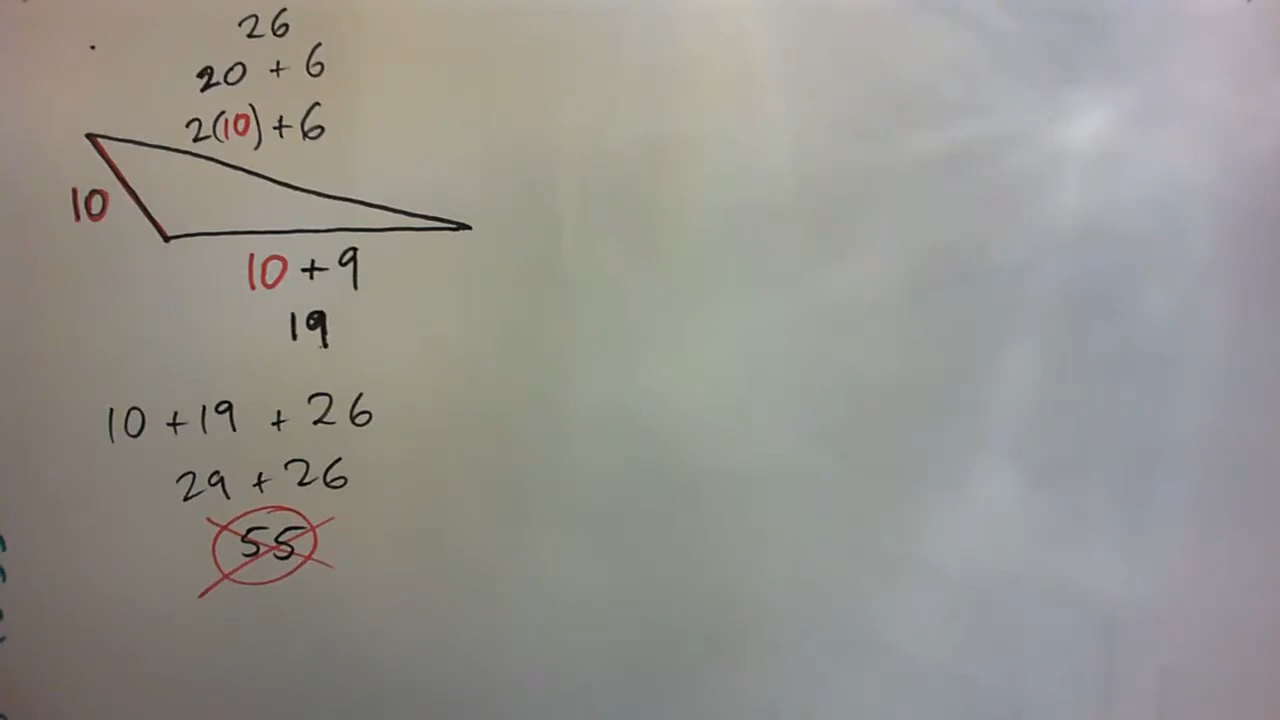 26
20 + 6
2(10) + 6
10
10 + 9
19
10 + 19 + 26
29 + 26
55